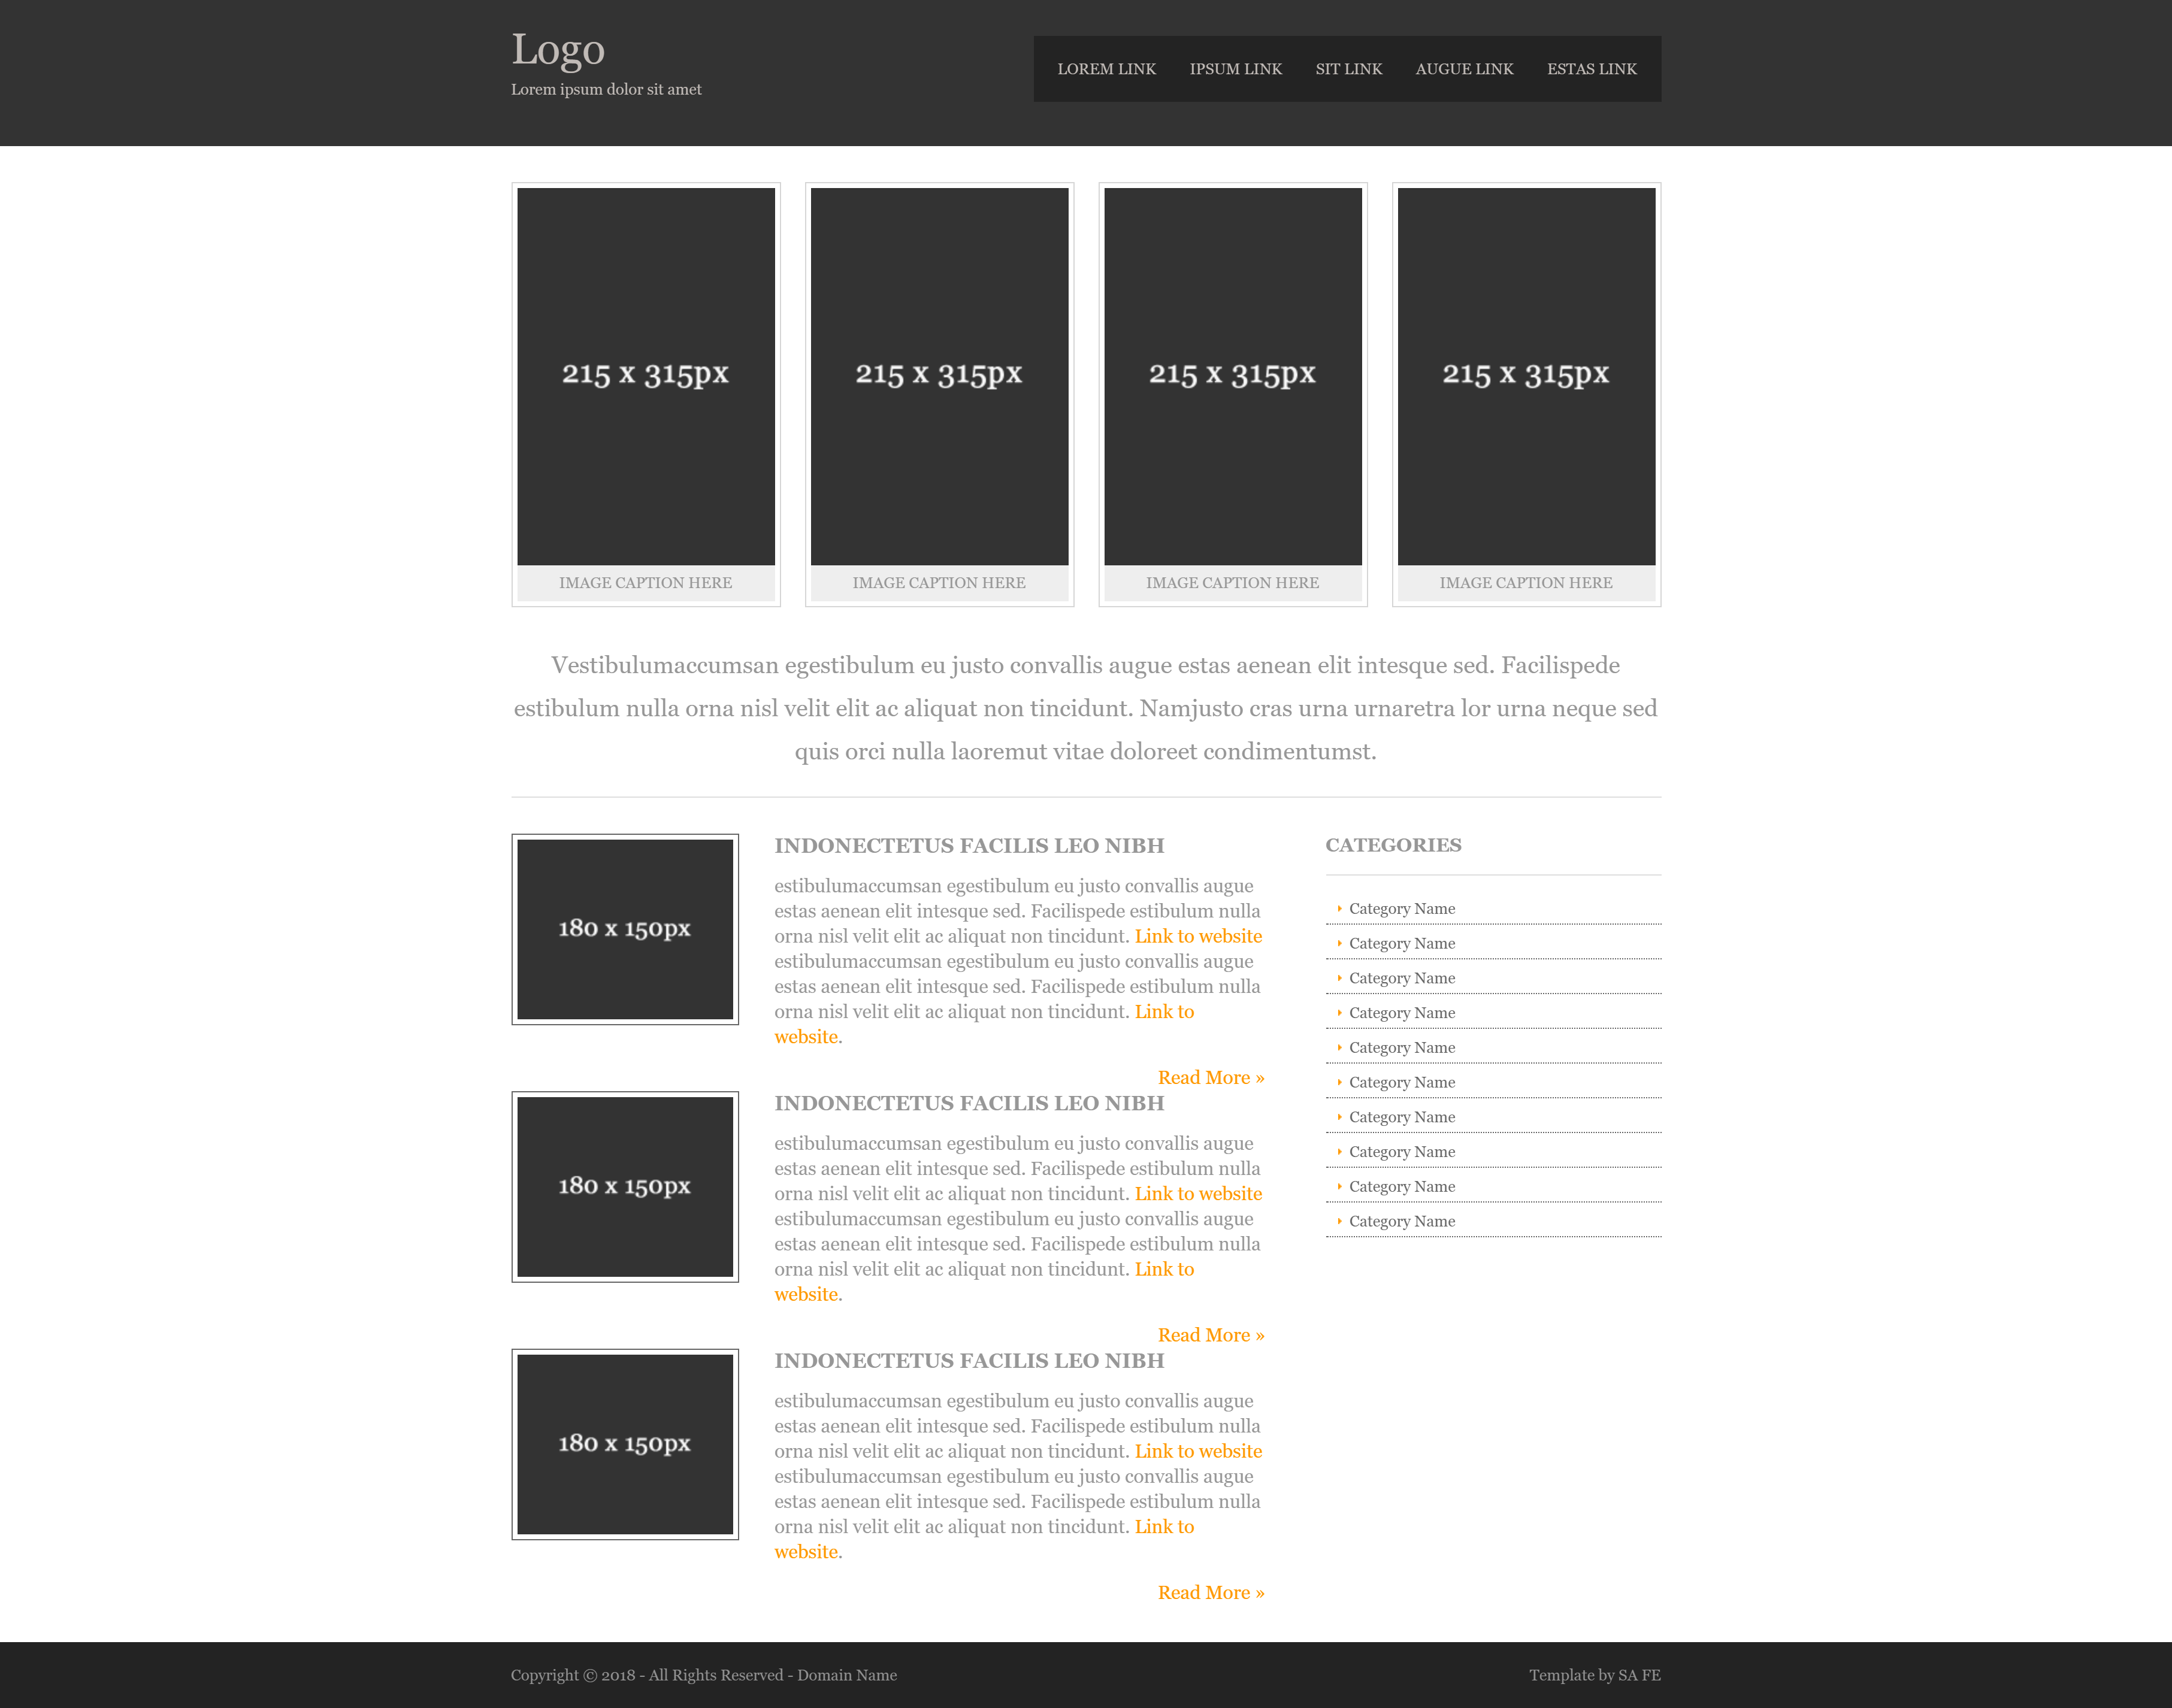 Logo
Lorem ipsum dolor sit amet
LOREM LINK IPSUM LINK SIT LINK AUGUE LINK ESTAS LINK
215 x 315px 215 x 315px 215 x 315px 215 x 315px
IMAGE CAPTION HERE IMAGE CAPTION HERE IMAGE CAPTION HERE IMAGE CAPTION HERE
Vestibulumaccumsan egestibulum eu justo convallis augue estas aenean elit intesque sed. Facilispede
estibulum nulla orna nisl velit elit ac aliquat non tincidunt. Namjusto cras urna urnaretra lor urna neque sed
quis orci nulla laoremut vitae doloreet condimentumst.
180 x 150px
INDONECTETUS FACILIS LEO NIBH
estibulumaccumsan egestibulum eu justo convallis augue
estas aenean elit intesque sed. Facilispede estibulum nulla
orna nisl velit elit ac aliquat non tincidunt. Link to website
estibulumaccumsan egestibulum eu justo convallis augue
estas aenean elit intesque sed. Facilispede estibulum nulla
orna nisl velit elit ac aliquat non tincidunt. Link to
website.
Read More »
180 x 150px
INDONECTETUS FACILIS LEO NIBH
estibulumaccumsan egestibulum eu justo convallis augue
estas aenean elit intesque sed. Facilispede estibulum nulla
orna nisl velit elit ac aliquat non tincidunt. Link to website
estibulumaccumsan egestibulum eu justo convallis augue
estas aenean elit intesque sed. Facilispede estibulum nulla
orna nisl velit elit ac aliquat non tincidunt. Link to
website.
Read More »
180 x 150px
INDONECTETUS FACILIS LEO NIBH
estibulumaccumsan egestibulum eu justo convallis augue
estas aenean elit intesque sed. Facilispede estibulum nulla
orna nisl velit elit ac aliquat non tincidunt. Link to website
estibulumaccumsan egestibulum eu justo convallis augue
estas aenean elit intesque sed. Facilispede estibulum nulla
orna nisl velit elit ac aliquat non tincidunt. Link to
website.
Read More »
CATEGORIES
Category Name
Category Name
Category Name
Category Name
Category Name
Category Name
Category Name
Category Name
Category Name
Category Name
Copyright © 2018 - All Rights Reserved - Domain Name
Template by SA FE